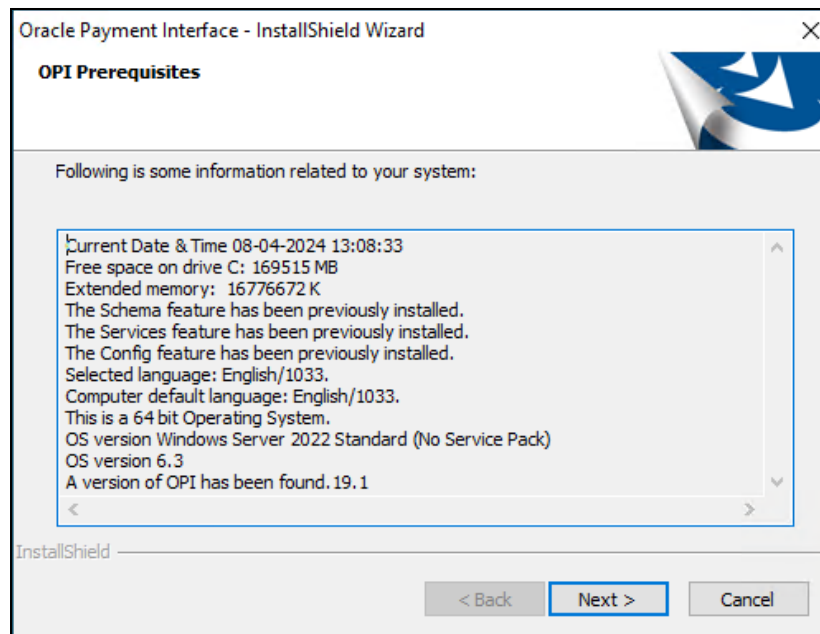 Oracle Payment Interface - InstallShield Wizard
OPI Prerequisites
Following is some information related to your system:
Current Date & Time 08-04-2024 13:08:33
Free space on drive C: 169515 MB
Extended memory: 16776672 K
The Schema feature has been previously installed.
The Services feature has been previously installed.
The Config feature has been previously installed.
Selected language: English/1033.
Computer default language: English/1033.
This is a 64 bit Operating System.
OS version Windows Server 2022 Standard (No Service Pack)
OS version 6.3
A version of OPI has been found.19.1
InstallShield
< Back
Next >
Cancel